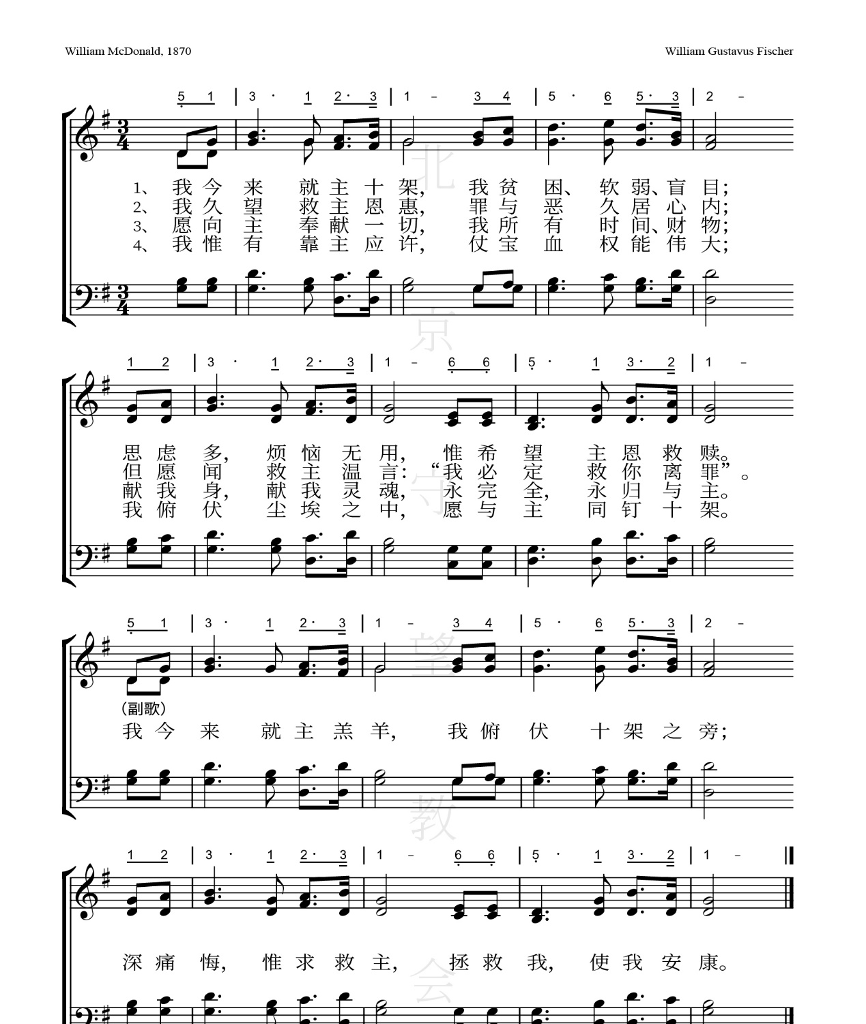 William McDonald, 1870 William Gustavus Fischer
5 1 | 3 · 1 2 · 3 | 1 – 3 4 | 5 · 6 5 · 3 | 2 –
1、我今来 就主十架，我贫困、软弱、盲目；
2、我久望 救主恩惠，罪与恶 久居心内；
3、愿向主 奉献一切，我所有 时间、财物；
4、我惟有 靠主应许，仗宝血 权能伟大；
1 2 | 3 · 1 2 · 3 | 1 – 6 6 | 5 · 1 3 · 2 | 1 –
思虑多，烦恼无用，惟希望 主恩救赎。
但愿闻 救主温言：“我必定 救你离罪”。
献我身，献我灵魂，永完全，永归与主。
我俯伏 尘埃之中，愿与主 同钉十架。
5 1 | 3 · 1 2 · 3 | 1 – 3 4 | 5 · 6 5 · 3 | 2 –
（副歌）
我今来 就主羔羊，我俯伏 十架之旁；
1 2 | 3 · 1 2 · 3 | 1 – 6 6 | 5 · 1 3 · 2 | 1 –
深痛悔，惟求救主，拯救我，使我安康。
北京守望教会